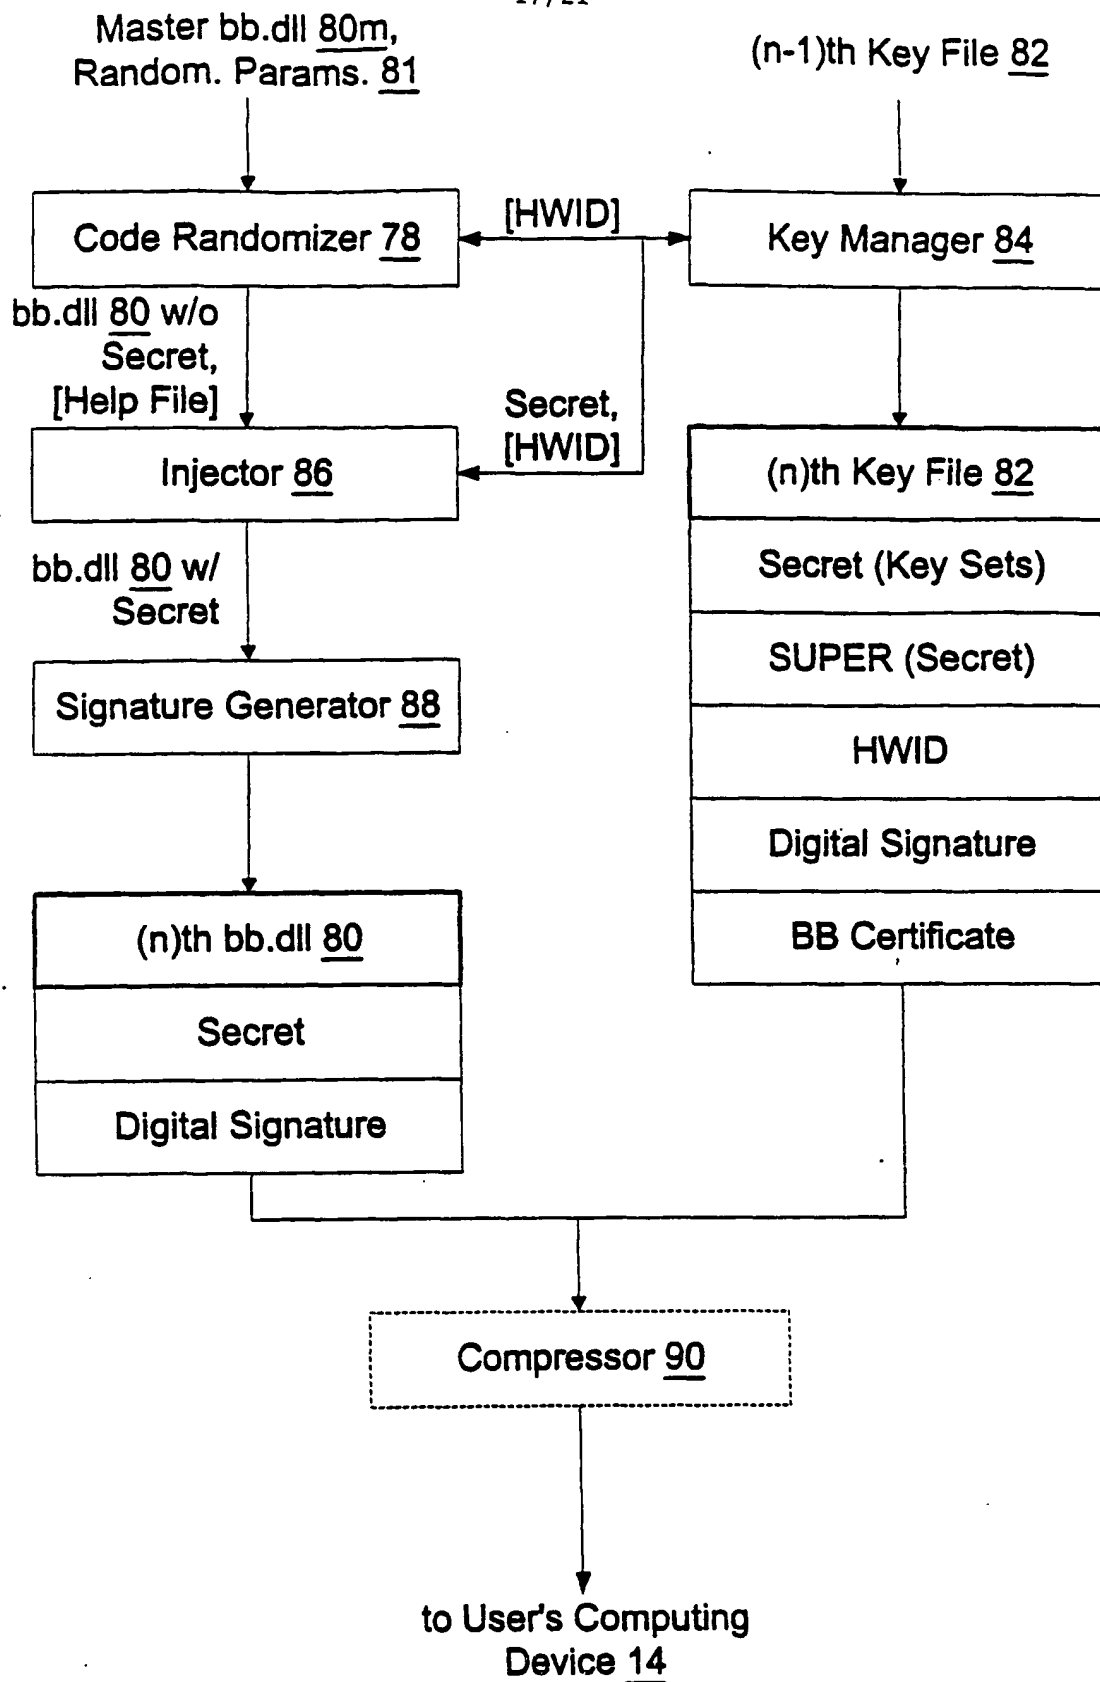 Master bb.dll 80m,
Random. Params. 81
(n-1)th Key File 82
Code Randomizer 78
[HWID]
Key Manager 84
bb.dll 80 w/o
Secret,
[Help File]
Secret,
[HWID]
Injector 86
(n)th Key File 82
Secret (Key Sets)
bb.dll 80 w/
Secret
SUPER (Secret)
Signature Generator 88
HWID
Digital Signature
(n)th bb.dll 80
BB Certificate
Secret
Digital Signature
Compressor 90
to User's Computing
Device 14